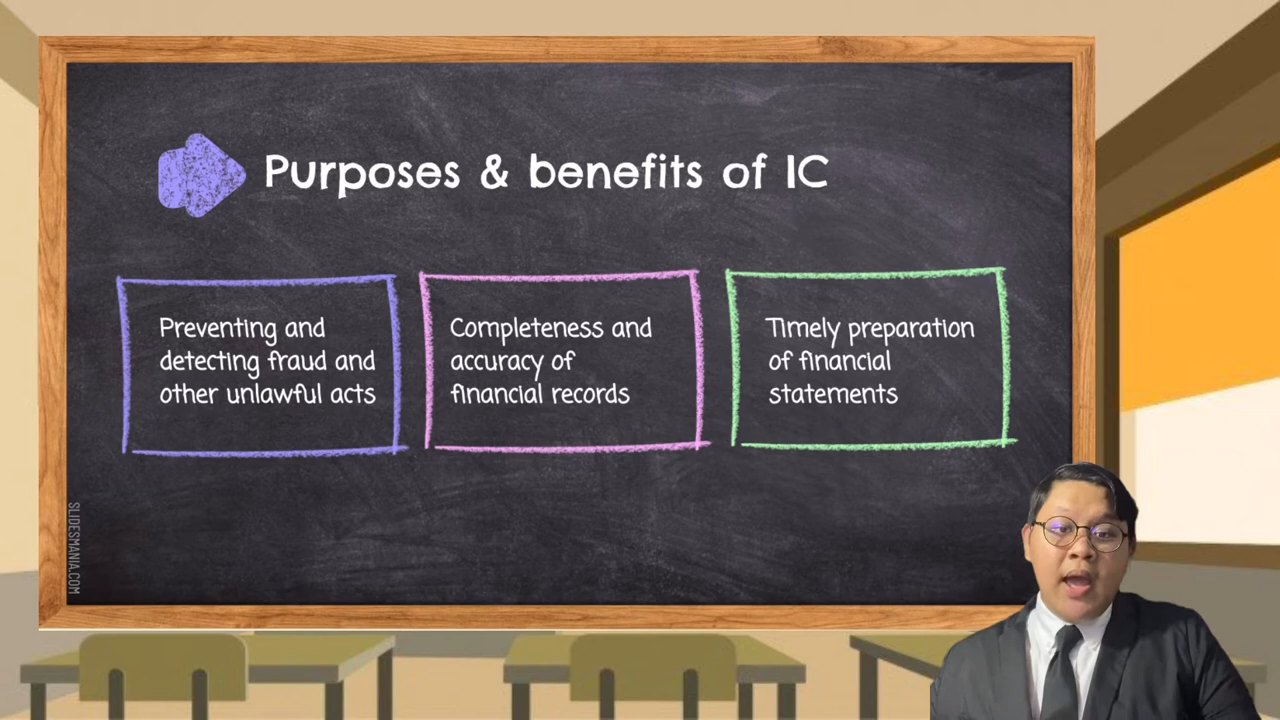 Purposes & benefits of IC
Preventing and
detecting fraud and
other unlawful acts
Completeness and
accuracy of
financial records
Timely preparation
of financial
statements
SLIDESMANIA.COM